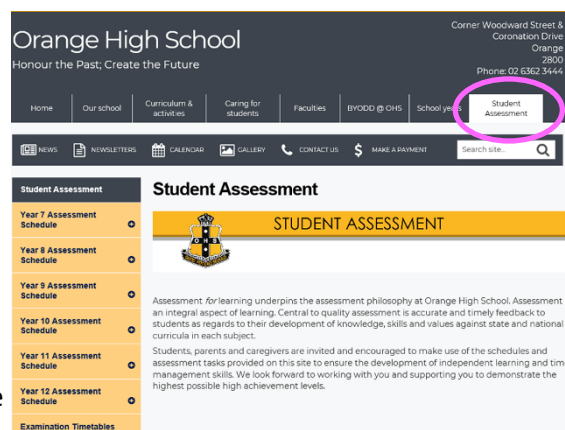 Orange High School
Honour the Past; Create the Future
Corner Woodward Street &
Coronation Drive
Orange
2800
Phone: 02 6362 3444
Home
Our school
Curriculum &
activities
Caring for
students
Faculties
BYODD @ OHS
School years
Student
Assessment
NEWS
NEWSLETTERS
CALENDAR
GALLERY
CONTACT US
$ MAKE A PAYMENT
Search site...
Student Assessment
Year 7 Assessment
Schedule
Year 8 Assessment
Schedule
Year 9 Assessment
Schedule
Year 10 Assessment
Schedule
Year 11 Assessment
Schedule
Year 12 Assessment
Schedule
Examination Timetables
Student Assessment
OHS
STUDENT ASSESSMENT
Assessment for learning underpins the assessment philosophy at Orange High School. Assessment
an integral aspect of learning. Central to quality assessment is accurate and timely feedback to
students as regards to their development of knowledge, skills and values against state and national
curricula in each subject.
Students, parents and caregivers are invited and encouraged to make use of the schedules and
assessment tasks provided on this site to ensure the development of independent learning and tim
management skills. We look forward to working with you and supporting you to demonstrate the
highest possible high achievement levels.